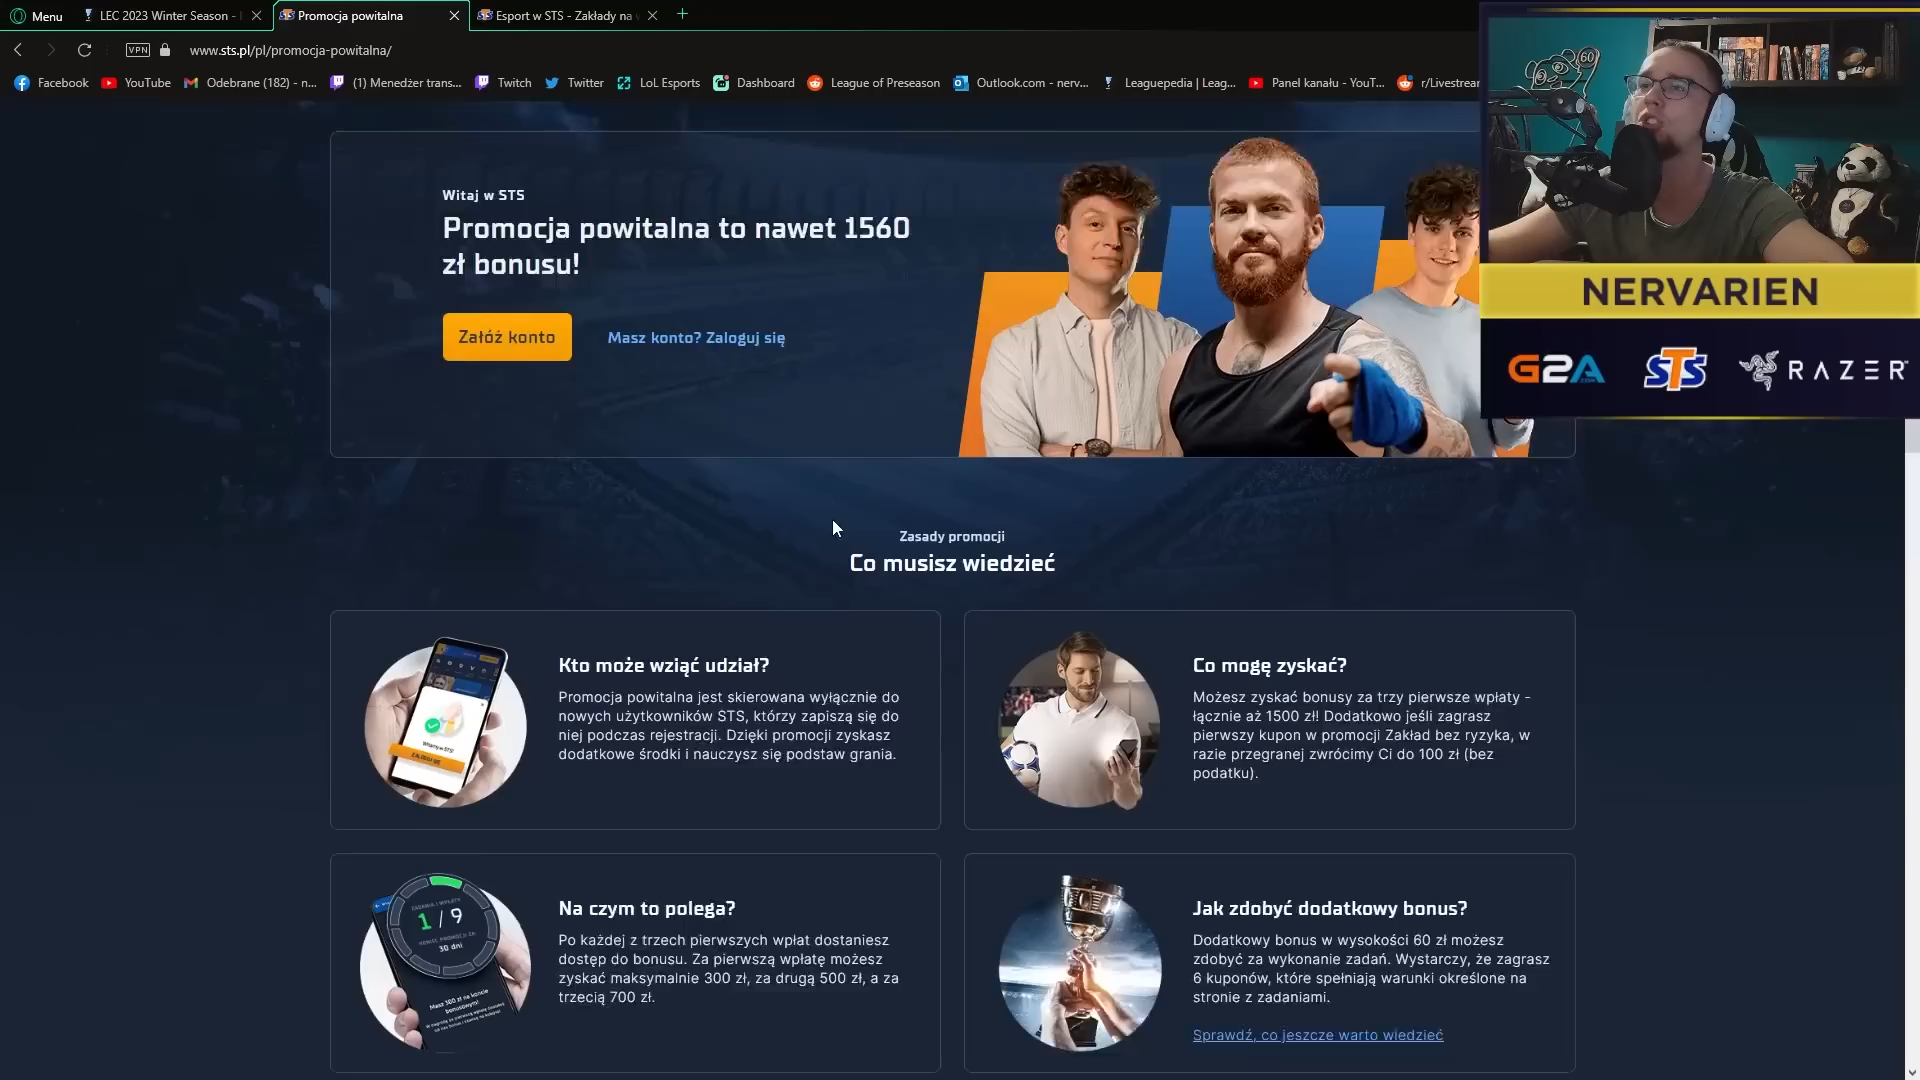 Menu
LEC 2023 Winter Season -
Promocja powitalna
Esport w STS - Zakłady na
VPN
www.sts.pl/pl/promocja-powitalna/
Facebook
YouTube
Odebrane (182) - n...
(1) Menedżer trans...
Twitch
Twitter
LoL Esports
Dashboard
League of Preseason
Outlook.com - nerv...
Leaguepedia | Leag...
Panel kanału - YouT...
r/Livestrear
60
NERVARIEN
G2A
STS
RAZER
Witaj w STS
Promocja powitalna to nawet 1560
zł bonusu!
Załóż konto
Masz konto? Zaloguj się
Zasady promocji
Co musisz wiedzieć
Kto może wziąć udział?
Promocja powitalna jest skierowana wyłącznie do
nowych użytkowników STS, którzy zapiszą się do
niej podczas rejestracji. Dzięki promocji zyskasz
dodatkowe środki i nauczysz się podstaw grania.
Co mogę zyskać?
Możesz zyskać bonusy za trzy pierwsze wpłaty -
łącznie aż 1500 zł! Dodatkowo jeśli zagrasz
pierwszy kupon w promocji Zakład bez ryzyka, w
razie przegranej zwrócimy Ci do 100 zł (bez
podatku).
1 / 9
30 dni
Na czym to polega?
Po każdej z trzech pierwszych wpłat dostaniesz
dostęp do bonusu. Za pierwszą wpłatę możesz
zyskać maksymalnie 300 zł, za drugą 500 zł, a za
trzecią 700 zł.
Jak zdobyć dodatkowy bonus?
Dodatkowy bonus w wysokości 60 zł możesz
zdobyć za wykonanie zadań. Wystarczy, że zagrasz
6 kuponów, które spełniają warunki określone na
stronie z zadaniami.
Sprawdź, co jeszcze warto wiedzieć